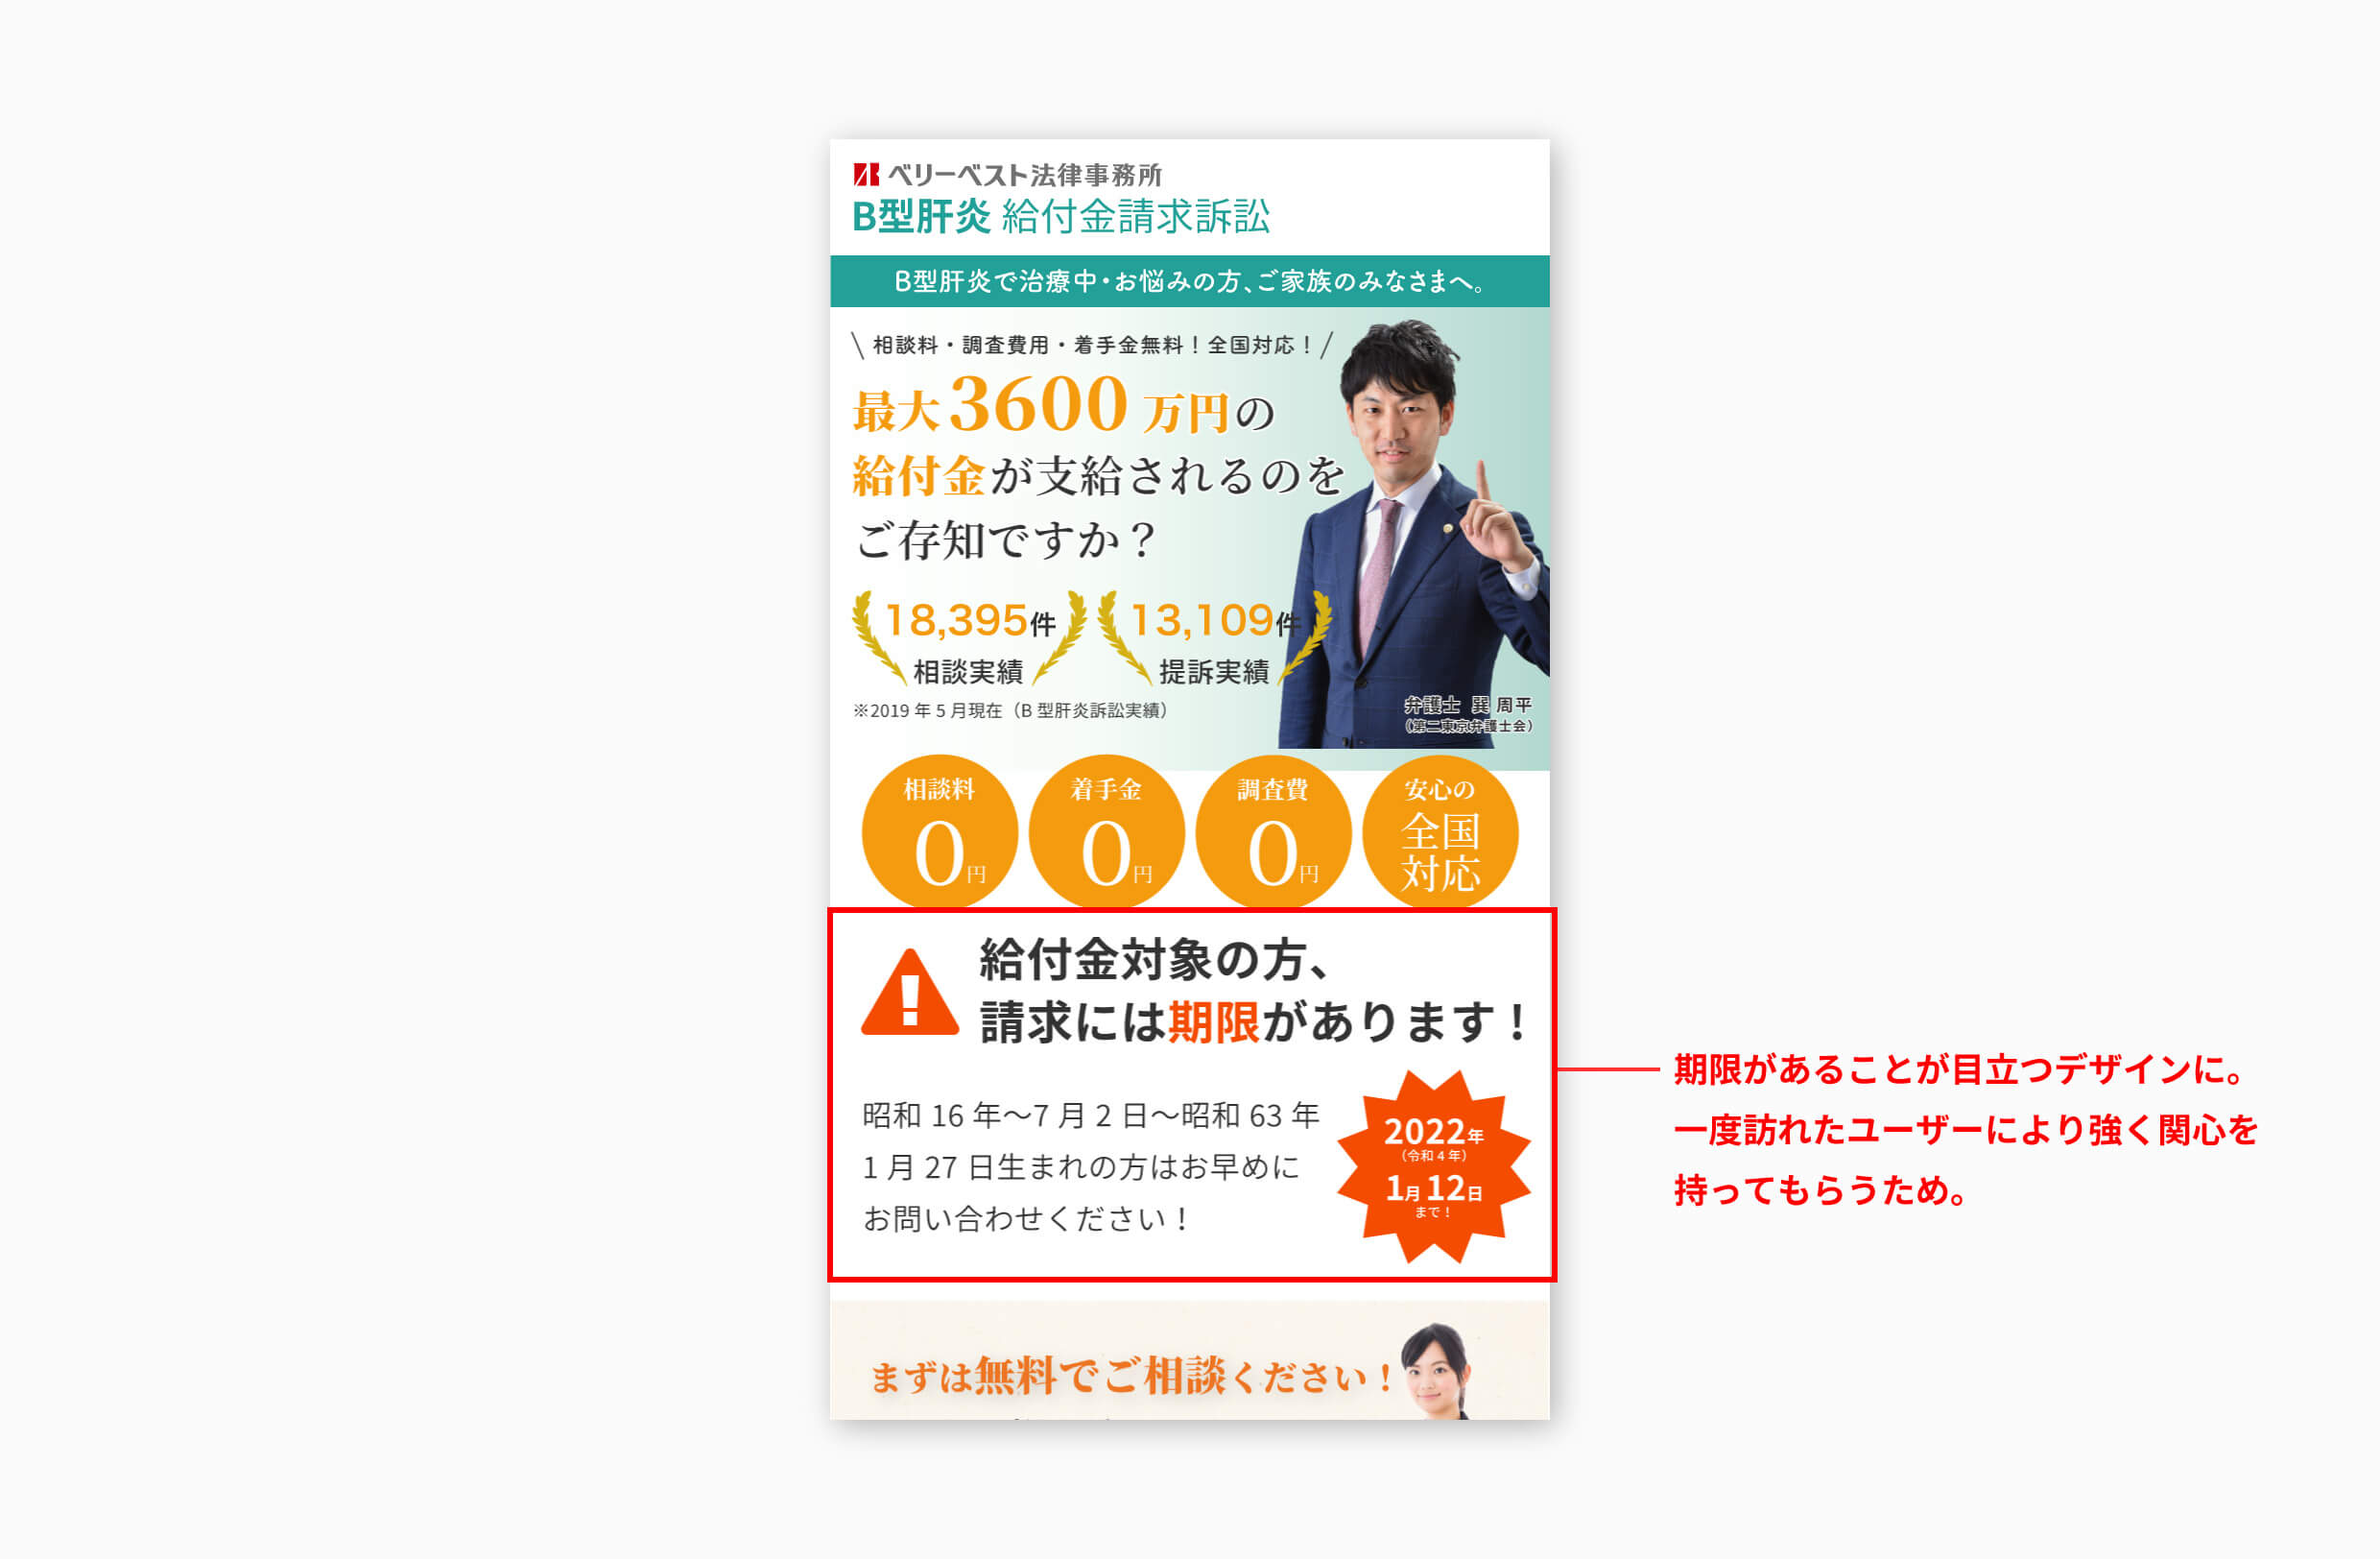 ベリーベスト法律事務所
B型肝炎 給付金請求訴訟
B型肝炎で治療中・お悩みの方、ご家族のみなさまへ。
相談料・調査費用・着手金無料！全国対応！
最大3600万円の
給付金が支給されるのを
ご存知ですか？
18,395件
相談実績
13,109件
提訴実績
※2019年5月現在（B型肝炎訴訟実績）
弁護士 巽 周平
（第二東京弁護士会）
相談料
0円
着手金
0円
調査費
0円
安心の
全国
対応
給付金対象の方、
請求には期限があります！
昭和16年～7月2日～昭和63年
1月27日生まれの方はお早めに
お問い合わせください！
2022年
（令和4年）
1月12日
まで！
期限があることが目立つデザインに。
一度訪れたユーザーにより強く関心を
持ってもらうため。
まずは無料でご相談ください！